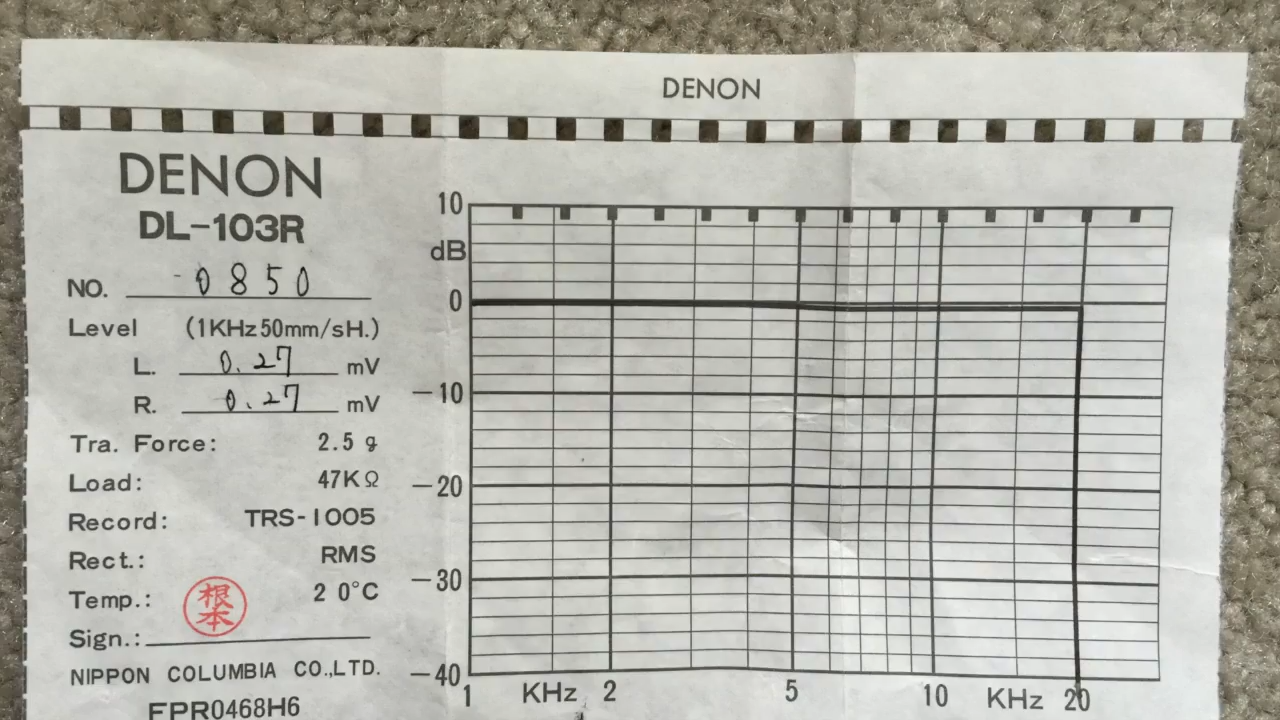 DENON
DENON
DL-103R
NO. 0850
Level (1KHz 50mm/sH.)
L. 0.27 mV
R. 0.27 mV
Tra. Force: 2.5 g
Load: 47KΩ
Record: TRS-1005
Rect.: RMS
Temp.: 20°C
根本
Sign.:
NIPPON COLUMBIA CO.,LTD.
FPR0468H6
10
dB
0
-10
-20
-30
-40
1 KHz 2 5 10 KHz 20